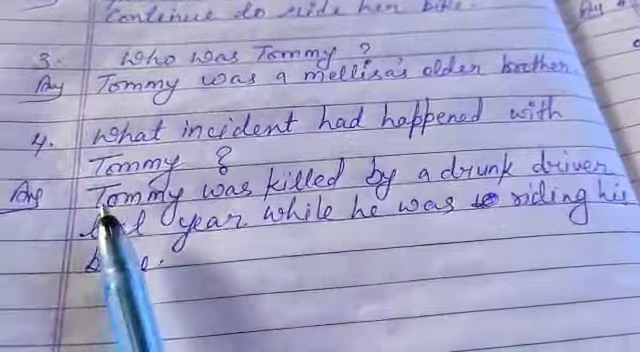 continue to ride her bike.
3. Who was Tommy ?
Ans Tommy was a mellisa's older brother.
4. What incident had happened with
Tommy ?
Ans Tommy was killed by a drunk driver
year while he was riding his